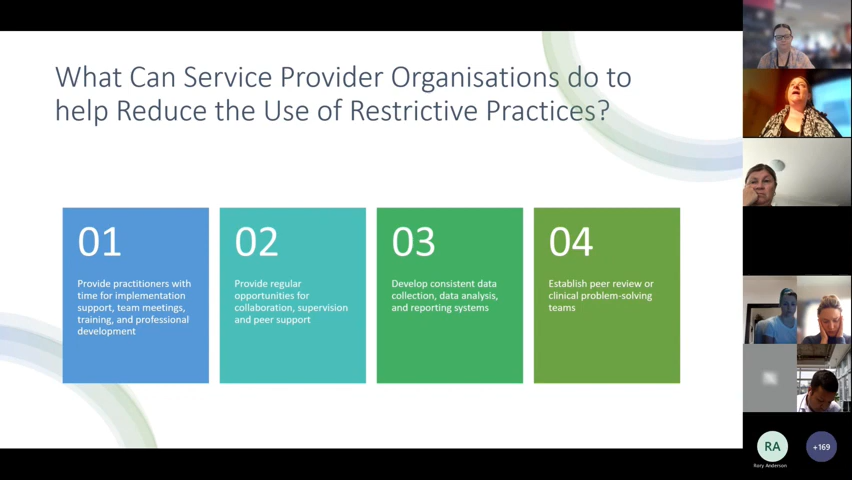 What Can Service Provider Organisations do to
help Reduce the Use of Restrictive Practices?
01
Provide practitioners with
time for implementation
support, team meetings,
training, and professional
development
02
Provide regular
opportunities for
collaboration, supervision
and peer support
03
Develop consistent data
collection, data analysis,
and reporting systems
04
Establish peer review or
clinical problem-solving
teams
RA
Rory Anderson
+169